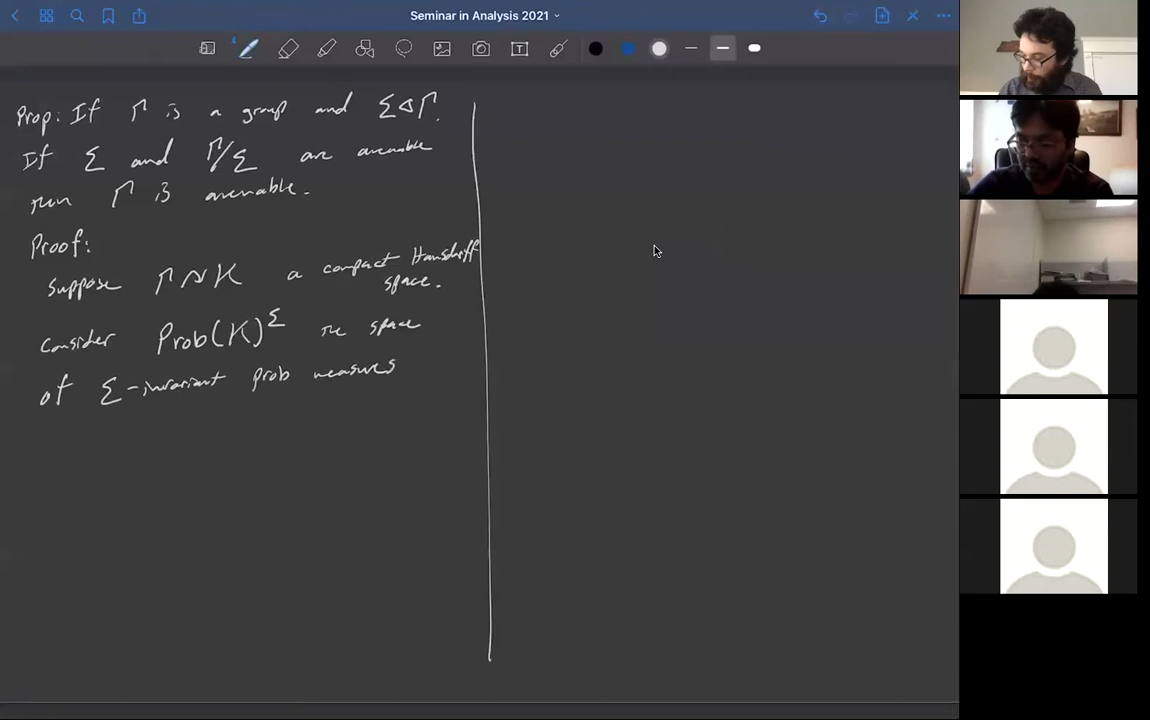 Seminar in Analysis 2021
Prop: If Γ is a group and Σ◁Γ.
If Σ and Γ/Σ are amenable
then Γ is amenable.
Proof:
Suppose Γ↷K a compact Hausdorff
space.
Consider Prob(K)^Σ the space
of Σ-invariant prob measures